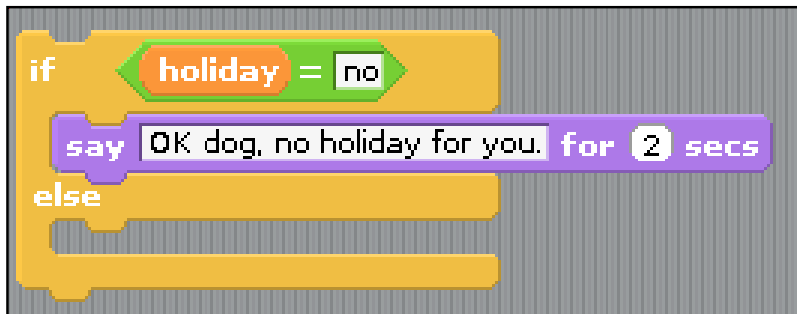 if holiday = no
say OK dog, no holiday for you. for 2 secs
else